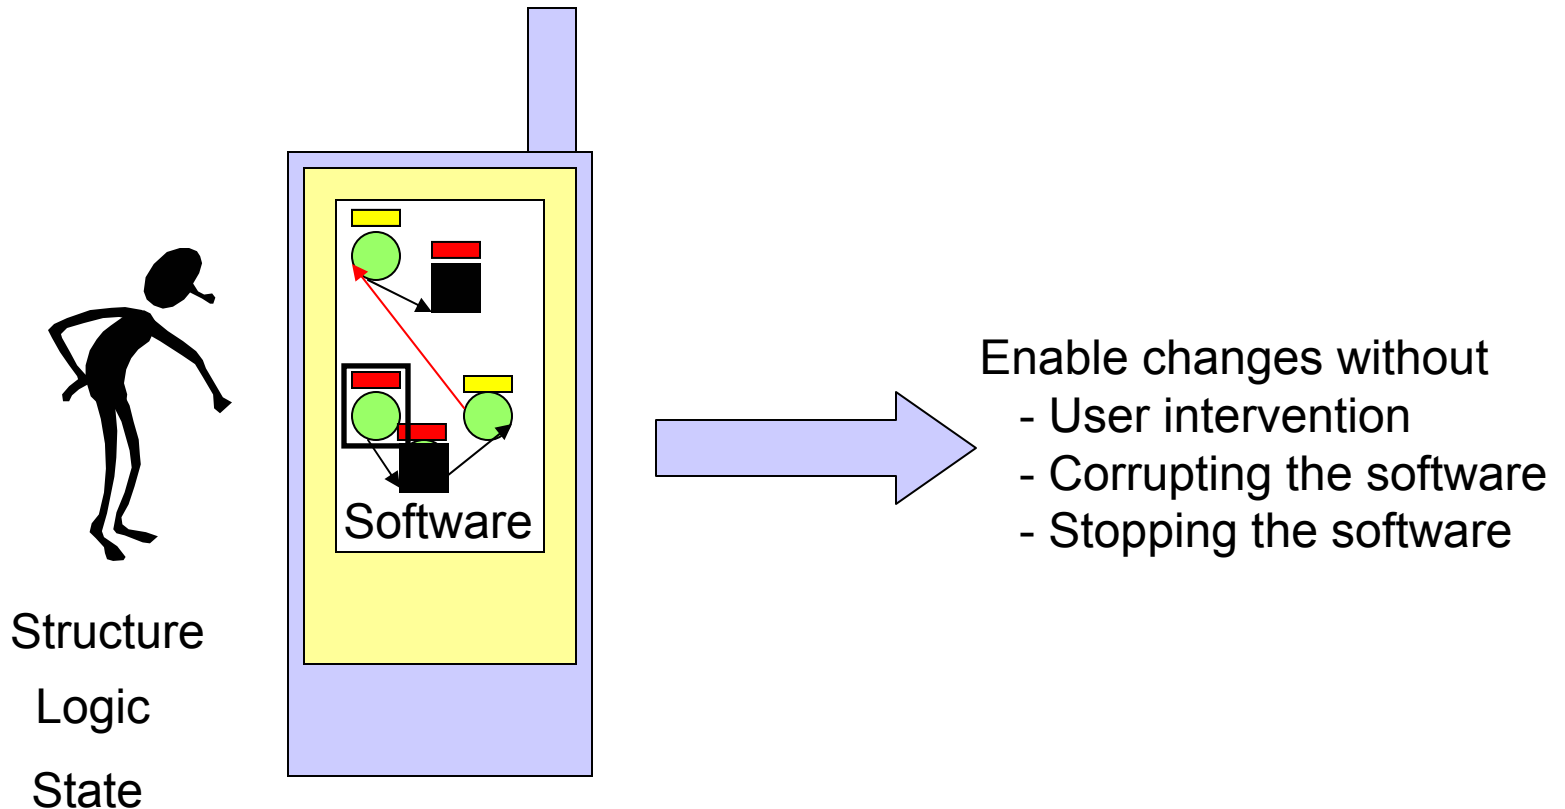 Software
Structure
Logic
State
Enable changes without
- User intervention
- Corrupting the software
- Stopping the software